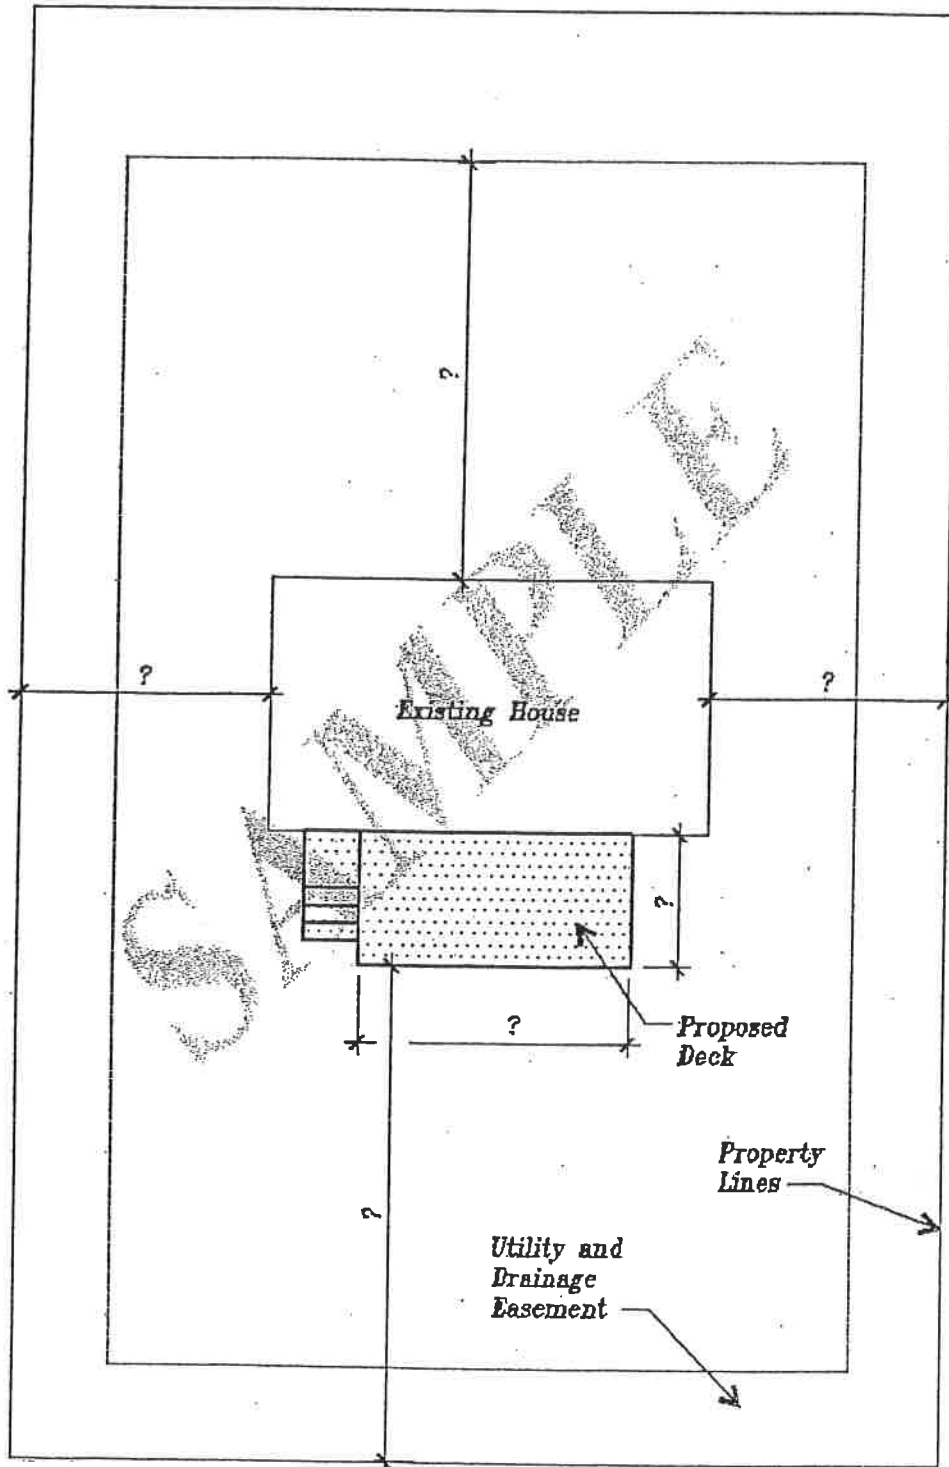 ?
?
?
Existing House
?
?
Proposed
Deck
Property
Lines
?
Utility and
Drainage
Easement
SAMPLE